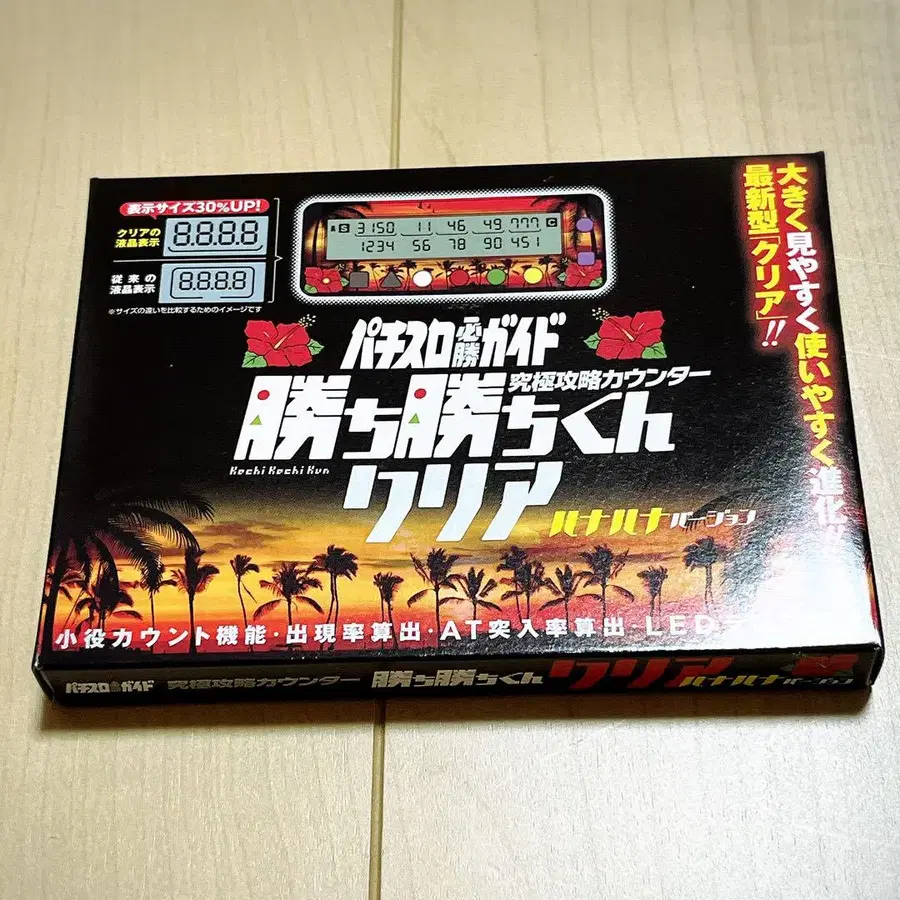 表示サイズ30%UP!
クリアの
液晶表示
8.8.8.8
従来の
液晶表示
8.8.8.8
※サイズの違いを比較するためのイメージです
S 3150 11 46 49 777 C
1234 56 78 90 451
大きく見やすく使いやすく進化
最新型「クリア」!!
パチスロ必勝ガイド
究極攻略カウンター
勝ち勝ちくん
Kachi Kachi Kun
クリア
ハナハナバージョン
小役カウント機能・出現率算出・AT突入率算出・LED
パチスロ必勝ガイド 究極攻略カウンター 勝ち勝ちくん クリア ハナハナバージョン